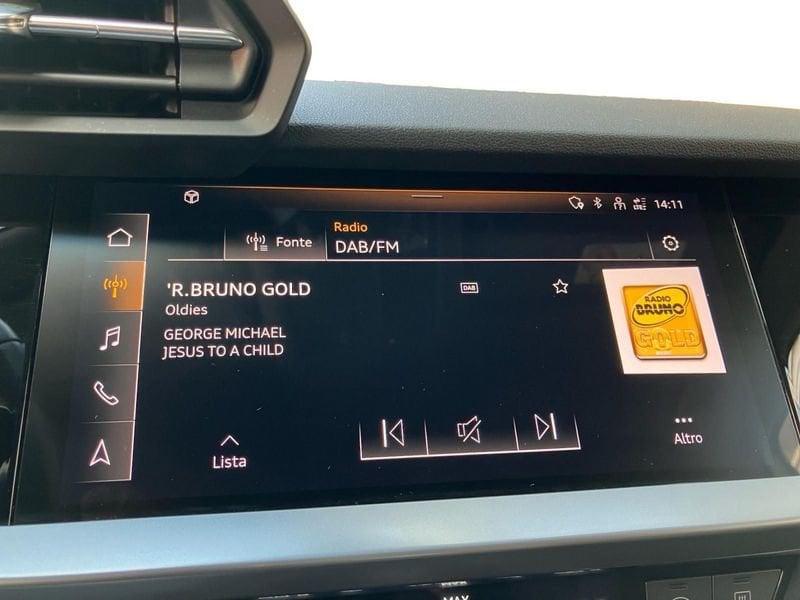 14:11
Fonte
Radio
DAB/FM
'R.BRUNO GOLD
DAB
Oldies
GEORGE MICHAEL
JESUS TO A CHILD
RADIO
BRUNO
GOLD
Lista
Altro
MAX